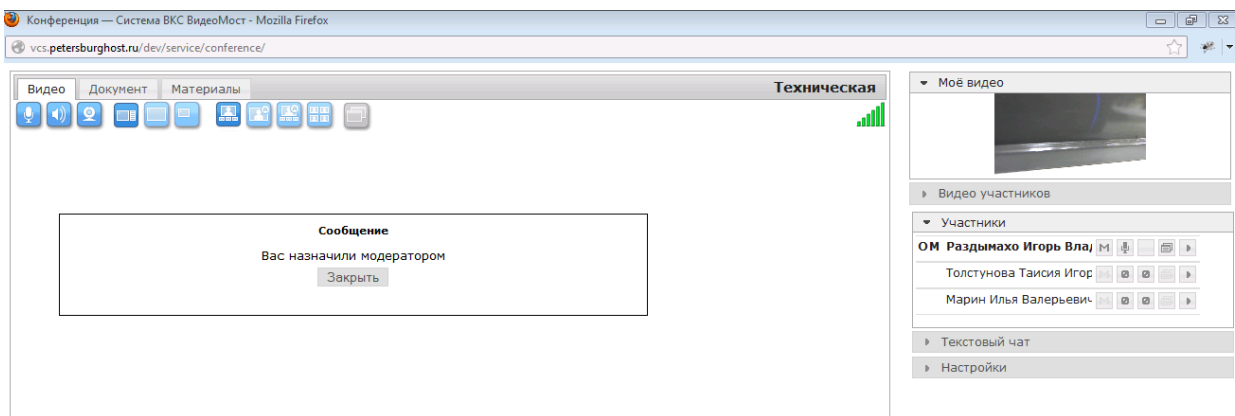 Конференция — Система ВКС ВидеоМост - Mozilla Firefox
vcs.petersburghost.ru/dev/service/conference/
Видео Документ Материалы Техническая
Сообщение
Вас назначили модератором
Закрыть
Моё видео
Видео участников
Участники
ОМ Раздымахо Игорь Влад М
Толстунова Таисия Игор М
Марин Илья Валерьевич М
Текстовый чат
Настройки